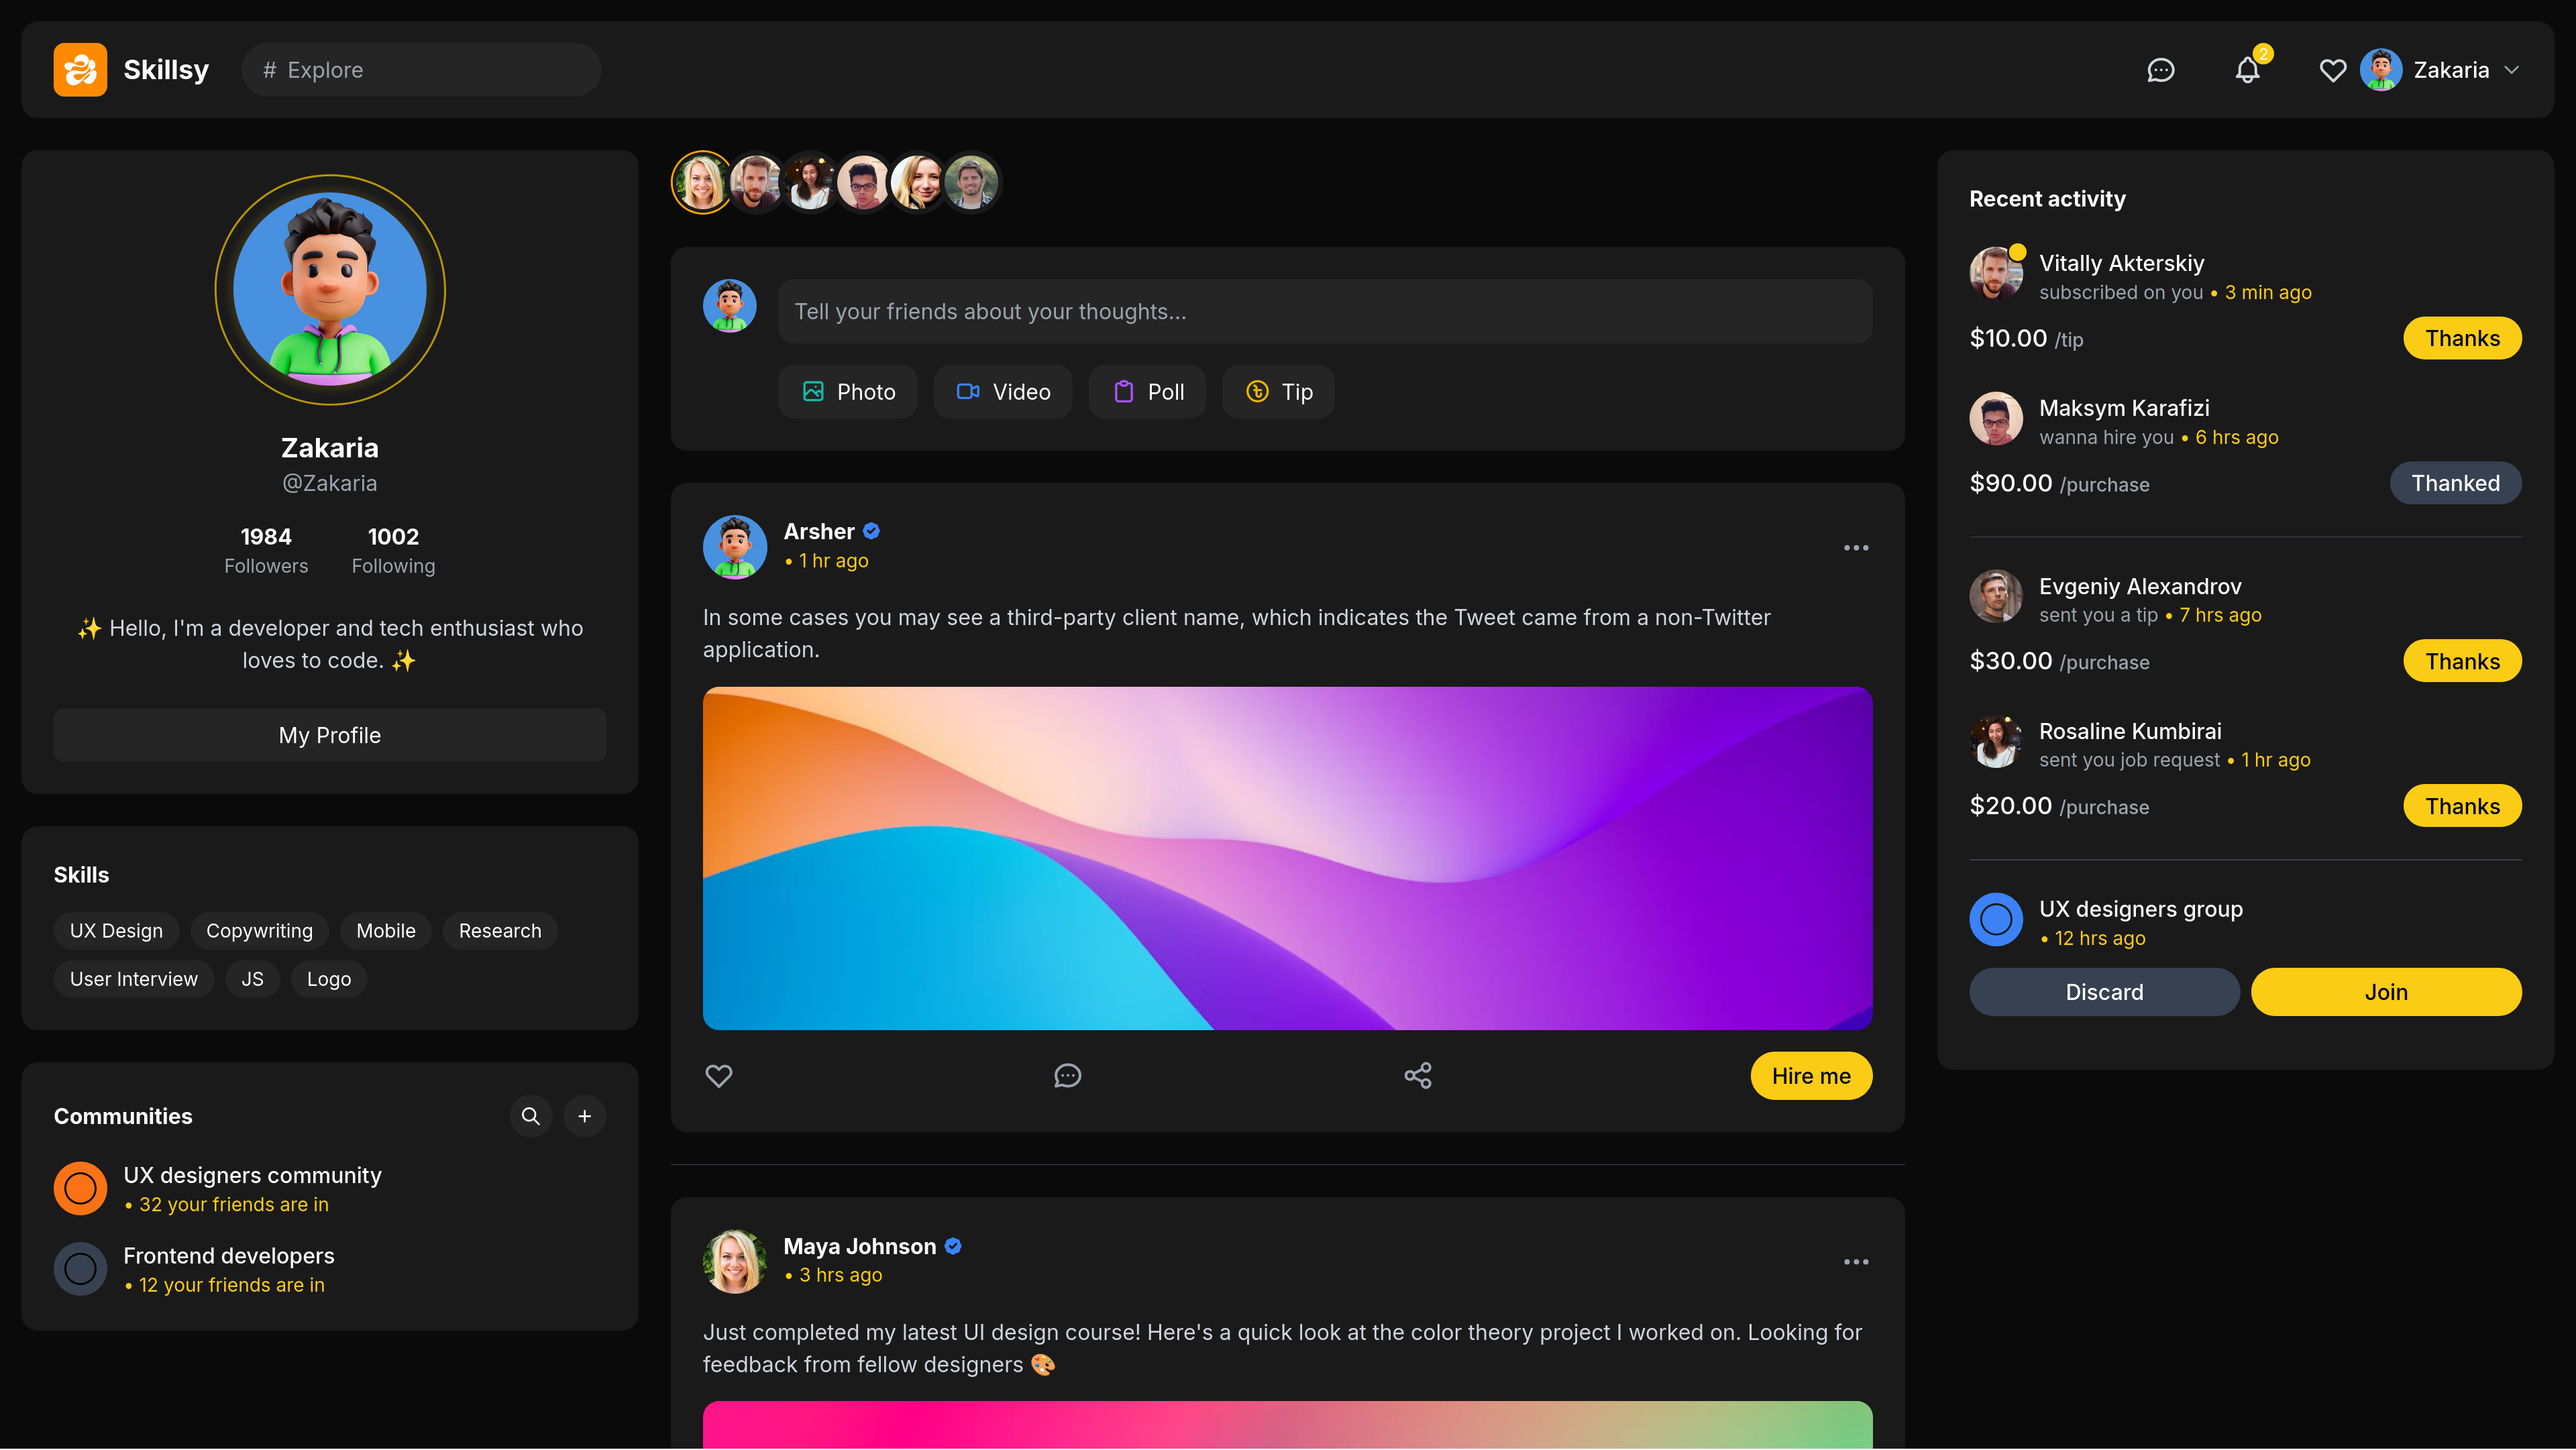 Skillsy
# Explore
2
Zakaria
Zakaria
@Zakaria
1984 1002
Followers Following
✨ Hello, I'm a developer and tech enthusiast who
loves to code. ✨
My Profile
Skills
UX Design Copywriting Mobile Research
User Interview JS Logo
Communities
UX designers community
• 32 your friends are in
Frontend developers
• 12 your friends are in
Tell your friends about your thoughts...
Photo Video Poll Tip
Arsher
• 1 hr ago
In some cases you may see a third-party client name, which indicates the Tweet came from a non-Twitter
application.
Hire me
Maya Johnson
• 3 hrs ago
Just completed my latest UI design course! Here's a quick look at the color theory project I worked on. Looking for
feedback from fellow designers 🎨
Recent activity
Vitally Akterskiy
subscribed on you • 3 min ago
$10.00 /tip Thanks
Maksym Karafizi
wanna hire you • 6 hrs ago
$90.00 /purchase Thanked
Evgeniy Alexandrov
sent you a tip • 7 hrs ago
$30.00 /purchase Thanks
Rosaline Kumbirai
sent you job request • 1 hr ago
$20.00 /purchase Thanks
UX designers group
• 12 hrs ago
Discard Join